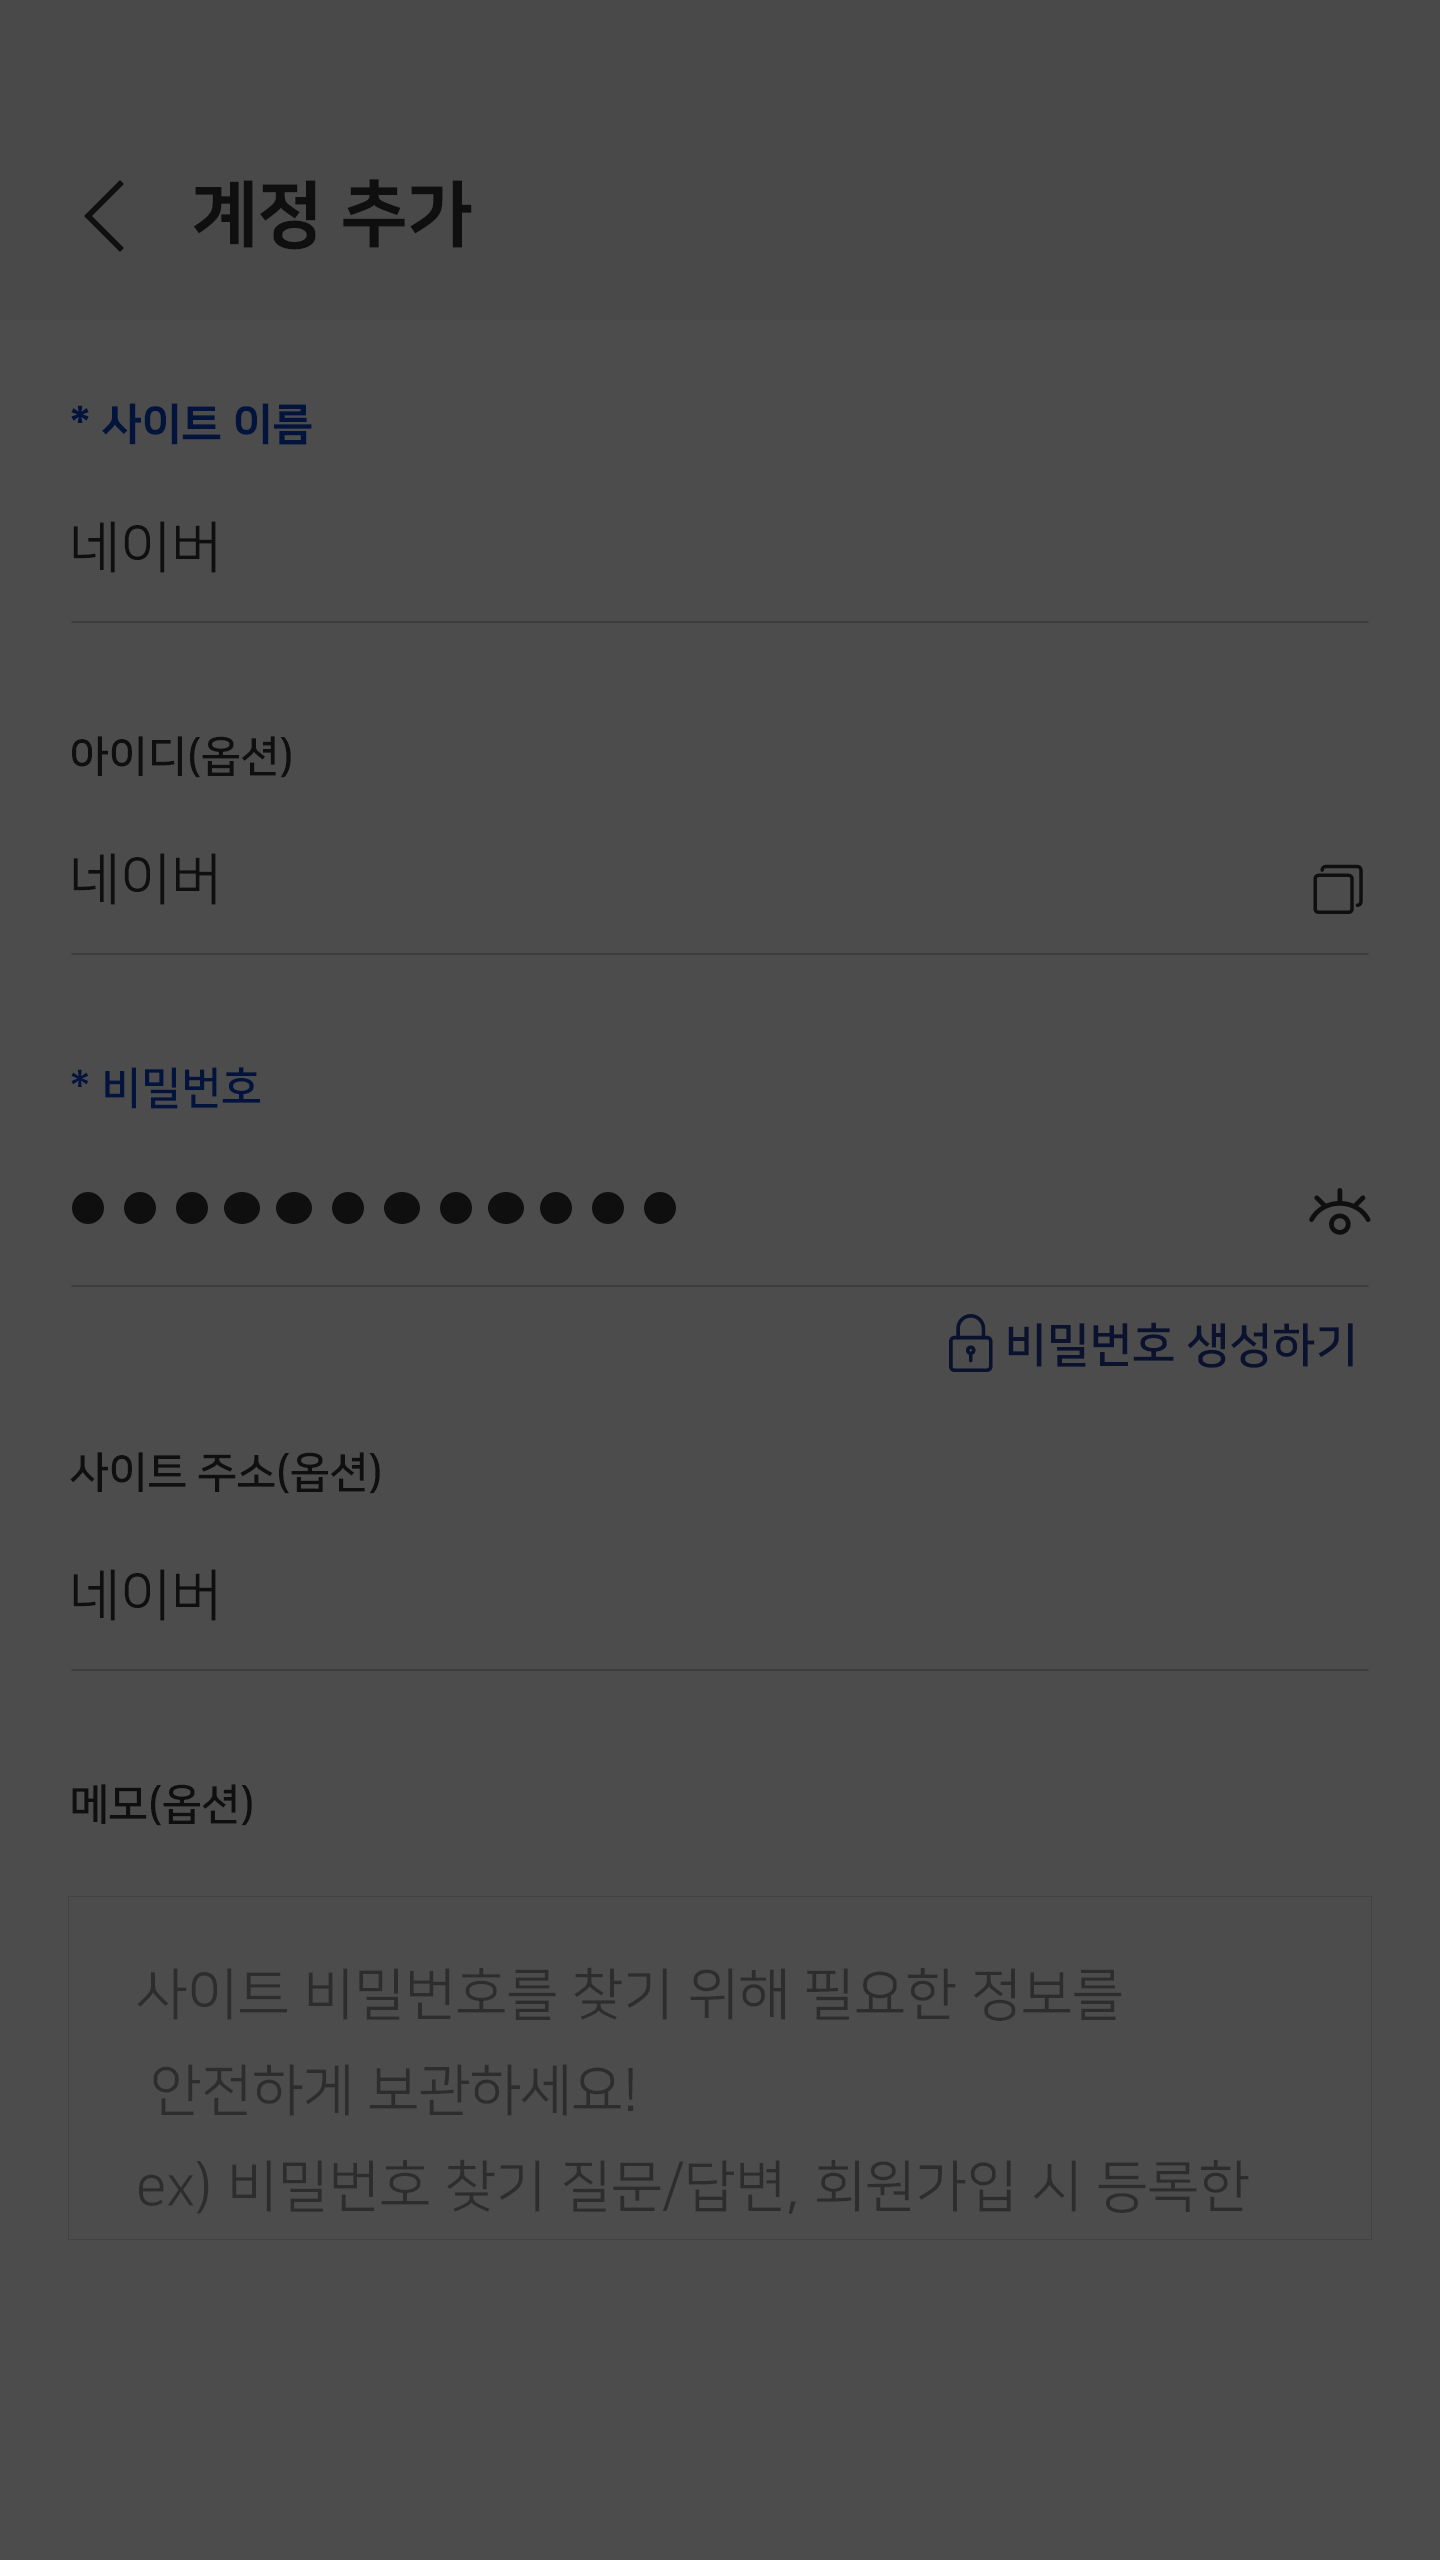 계정 추가
* 사이트 이름
네이버
아이디(옵션)
네이버
* 비밀번호
비밀번호 생성하기
사이트 주소(옵션)
네이버
메모(옵션)
사이트 비밀번호를 찾기 위해 필요한 정보를
안전하게 보관하세요!
ex) 비밀번호 찾기 질문/답변, 회원가입 시 등록한